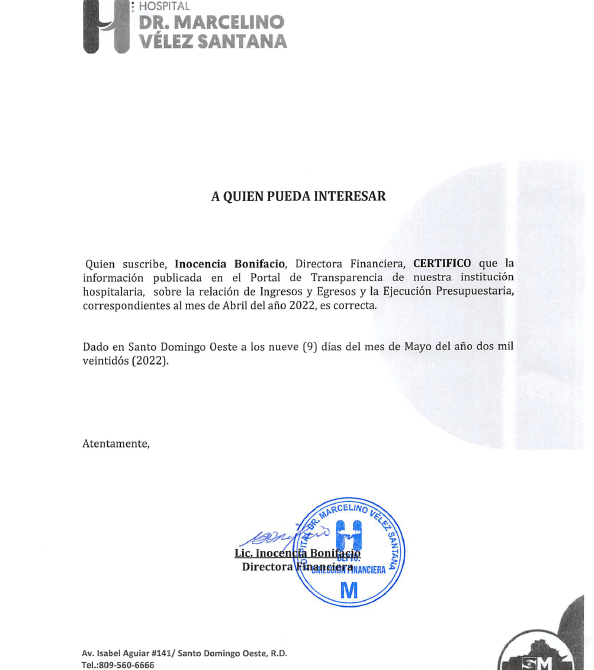 HOSPITAL
DR. MARCELINO
VÉLEZ SANTANA
A QUIEN PUEDA INTERESAR
Quien suscribe, Inocencia Bonifacio, Directora Financiera, CERTIFICO que la
información publicada en el Portal de Transparencia de nuestra institución
hospitalaria, sobre la relación de Ingresos y Egresos y la Ejecución Presupuestaria,
correspondientes al mes de Abril del año 2022, es correcta.
Dado en Santo Domingo Oeste a los nueve (9) días del mes de Mayo del año dos mil
veintidós (2022).
Atentamente,
HOSPITAL DR. MARCELINO VÉLEZ SANTANA
Lic. Inocencia Bonifacio
DEPTO.
Directora Financiera
DIRECCIÓN FINANCIERA
M
Av. Isabel Aguiar #141/ Santo Domingo Oeste, R.D.
Tel.:809-560-6666
SM